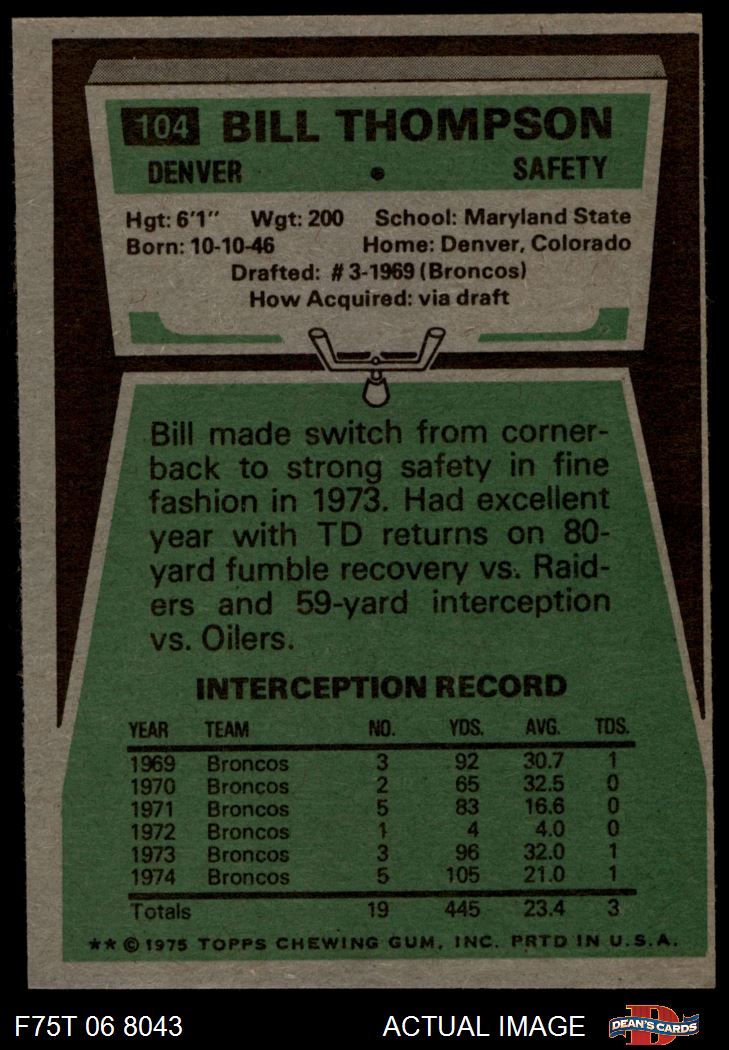 104 BILL THOMPSON
DENVER • SAFETY
Hgt: 6'1" Wgt: 200 School: Maryland State
Born: 10-10-46 Home: Denver, Colorado
Drafted: #3-1969 (Broncos)
How Acquired: via draft
Bill made switch from corner-
back to strong safety in fine
fashion in 1973. Had excellent
year with TD returns on 80-
yard fumble recovery vs. Raid-
ers and 59-yard interception
vs. Oilers.
INTERCEPTION RECORD
YEAR TEAM NO. YDS. AVG. TDS.
1969 Broncos 3 92 30.7 1
1970 Broncos 2 65 32.5 0
1971 Broncos 5 83 16.6 0
1972 Broncos 1 4 4.0 0
1973 Broncos 3 96 32.0 1
1974 Broncos 5 105 21.0 1
Totals 19 445 23.4 3
** © 1975 TOPPS CHEWING GUM, INC. PRTD IN U.S.A.
F75T 06 8043 ACTUAL IMAGE DEAN'S CARDS